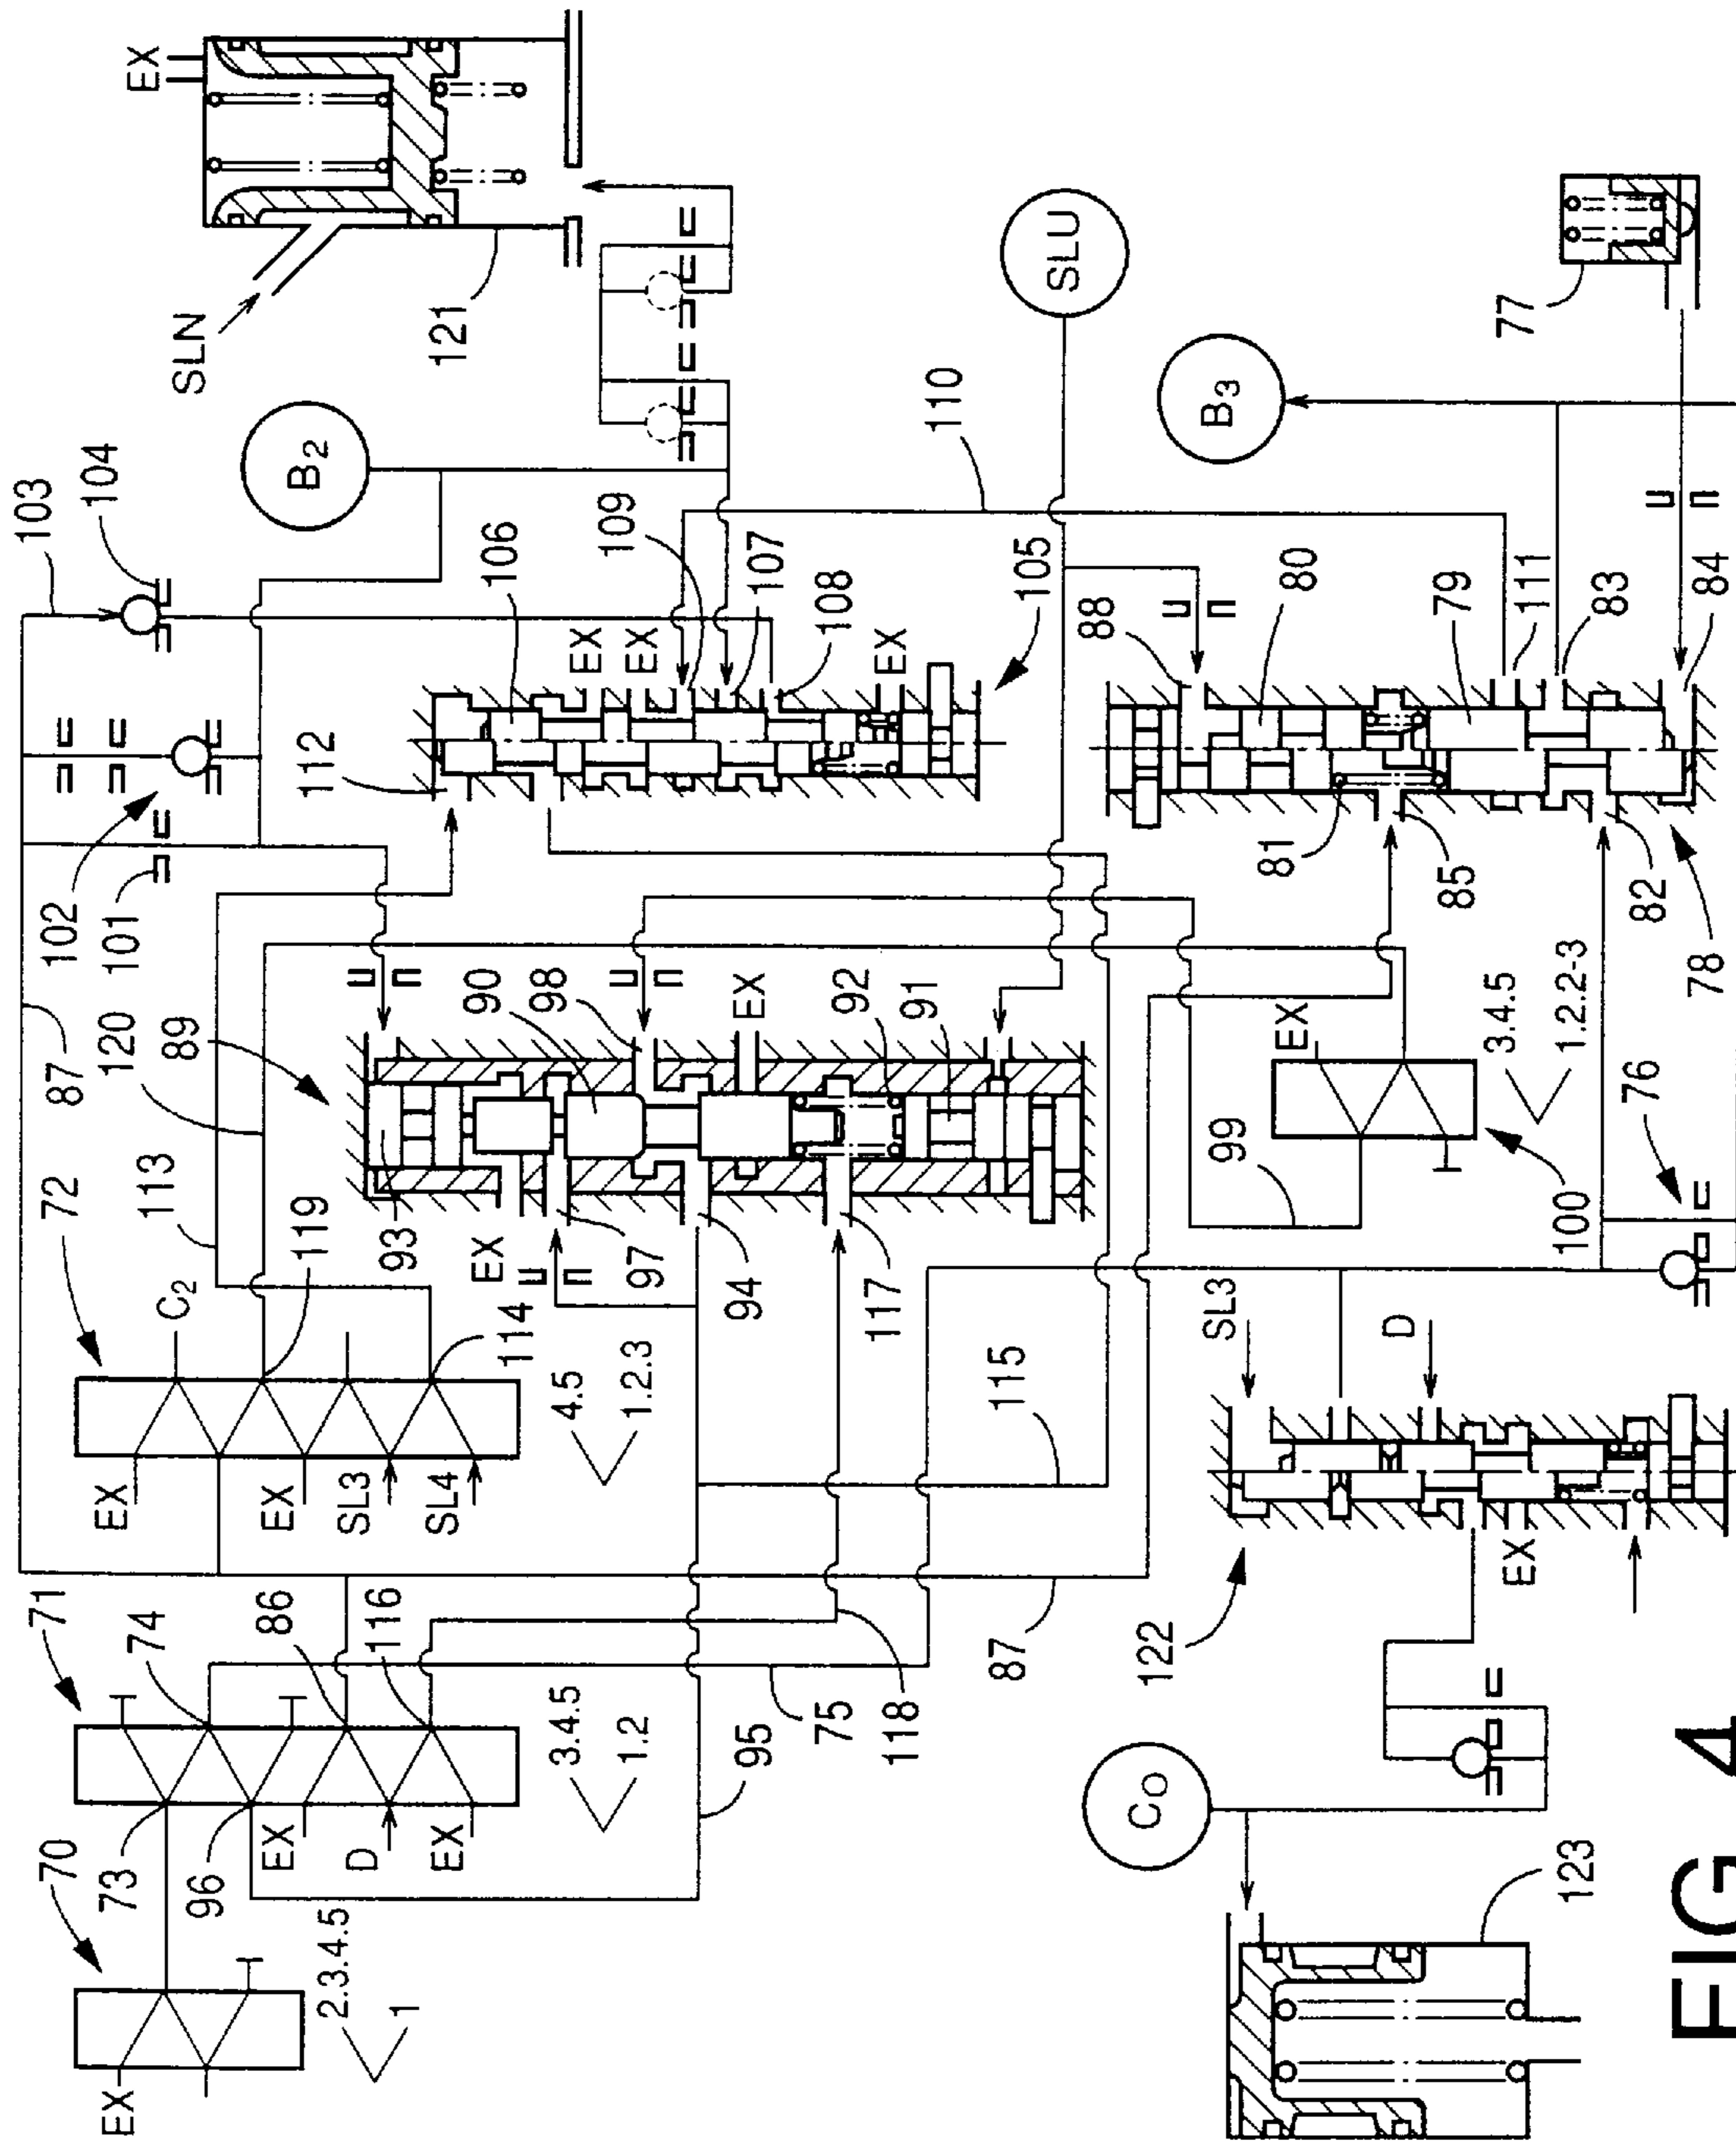 EX
SLN
121
103
104
B2
106
109
107
108
105
EX
EX
EX
112
102
101
87
120
89
113
72
90
98
EX
92
91
93
EX
97
94
117
119
C2
114
EX
EX
SL3
SL4
4.5
1.2.3
115
71
74
86
116
70
73
96
EX
D
EX
3.4.5
1.2
75
118
95
87
EX
2.3.4.5
1
SLU
110
B3
77
88
80
79
111
83
84
81
85
82
78
EX
3.4.5
1.2.2-3
99
100
76
SL3
D
EX
122
CO
123
FIG. 4